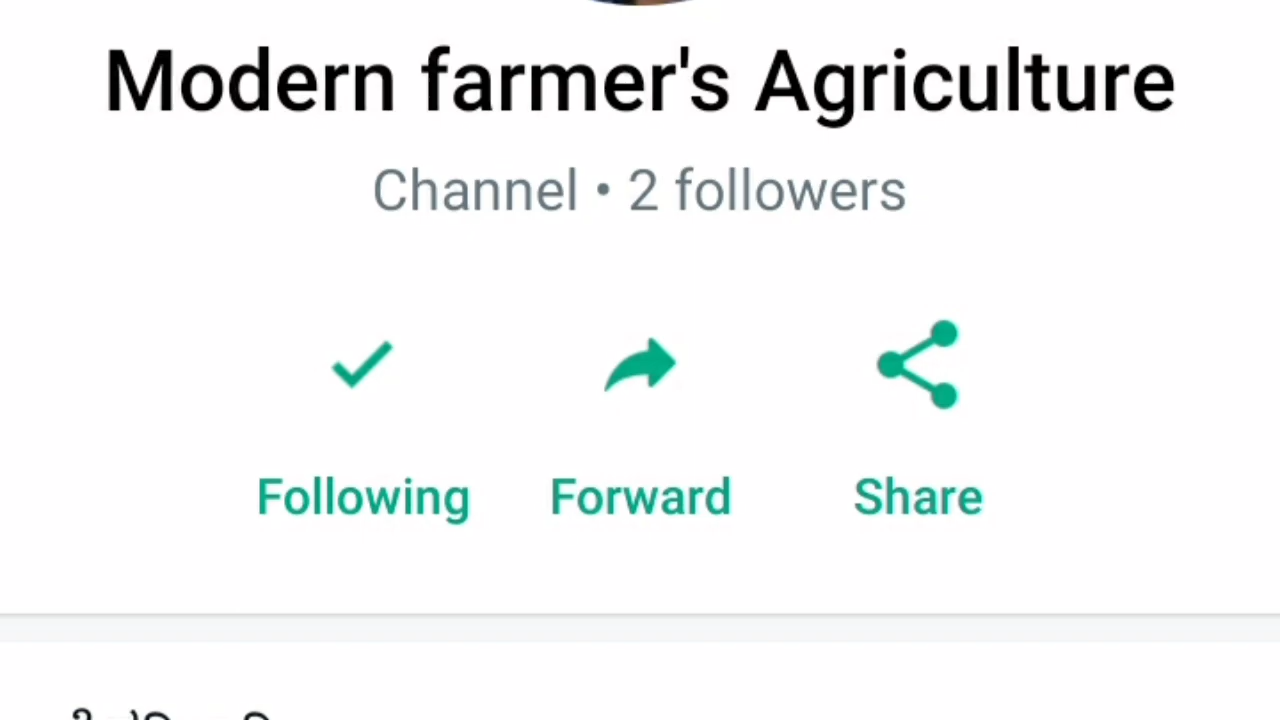 Modern farmer's Agriculture
Channel • 2 followers
Following Forward Share